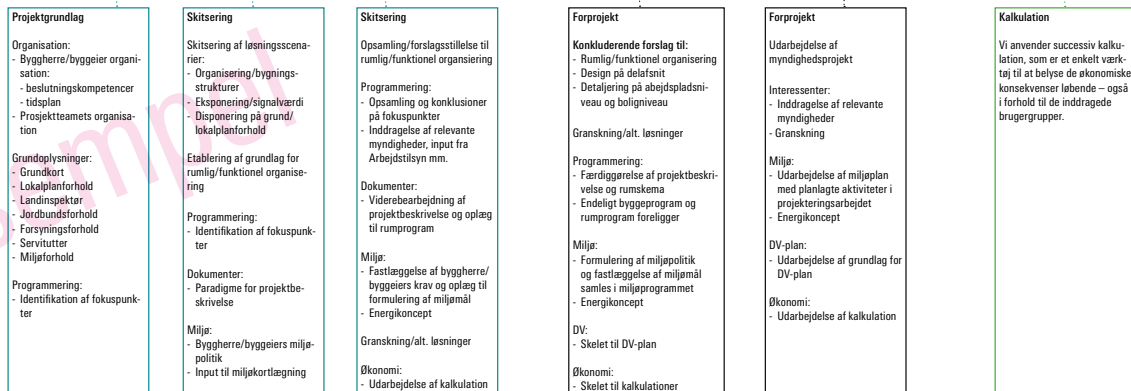 Projektgrundlag
Organisation:
- Byggherre/byggeier organi-
sation:
- beslutningskompetencer
- tidsplan
- Prosjektteamets organisa-
tion
Grundoplysninger:
- Grundkort
- Lokalplanforhold
- Landinspektør
- Jordbundsforhold
- Forsyningsforhold
- Servitutter
- Miljøforhold
Programmering:
- Identifikation af fokuspunk-
ter
Skitsering
Skitsering af løsningsscena-
rier:
- Organisering/bygnings-
strukturer
- Eksponering/signalværdi
- Disponering på grund/
lokalplanforhold
Etablering af grundlag for
rumlig/funktionel organise-
ring
Programmering:
- Identifikation af fokuspunk-
ter
Dokumenter:
- Paradigme for projektbe-
skrivelse
Miljø:
- Byggherre/byggeiers miljø-
politik
- Input til miljøkortlægning
Skitsering
Opsamling/forslagsstillelse til
rumlig/funktionel organsiering
Programmering:
- Opsamling og konklusioner
på fokuspunkter
- Inddragelse af relevante
myndigheder, input fra
Arbejdstilsyn mm.
Dokumenter:
- Viderebearbejdning af
projektbeskrivelse og oplæg
til rumprogram
Miljø:
- Fastlæggelse af byggherre/
byggeiers krav og oplæg til
formulering af miljømål
- Energikoncept
Granskning/alt. løsninger
Økonomi:
- Udarbejdelse af kalkulation
Forprojekt
Konkluderende forslag til:
- Rumlig/funktionel organisering
- Design på delafsnit
- Detaljering på abejdspladsni-
veau og boligniveau
Granskning/alt. løsninger
Programmering:
- Færdiggørelse af projektbeskri-
velse og rumskema
- Endeligt byggeprogram og
rumprogram foreligger
Miljø:
- Formulering af miljøpolitik
og fastlæggelse af miljømål
samles i miljøprogrammet
- Energikoncept
DV:
- Skelet til DV-plan
Økonomi:
- Skelet til kalkulationer
Forprojekt
Udarbejdelse af
myndighedsprojekt
Interessenter:
- Inddragelse af relevante
myndigheder
- Granskning
Miljø:
- Udarbejdelse af miljøplan
med planlagte aktiviteter i
projekteringsarbejdet
- Energikoncept
DV-plan:
- Udarbejdelse af grundlag for
DV-plan
Økonomi:
- Udarbejdelse af kalkulation
Kalkulation
Vi anvender successiv kalku-
lation, som er et enkelt værk-
tøj til at belyse de økonomiske
konsekvenser løbende – også
i forhold til de inddragede
brugergrupper.
sempel